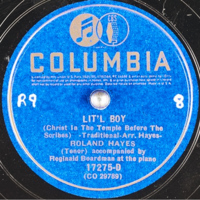 COLUMBIA
R9
8
LIT'L BOY
(Christ In The Temple Before The
Scribes) -Traditional-Arr. Hayes-
ROLAND HAYES
(Tenor) accompanied by
Reginald Boardman at the piano
17275-D
(CO 29789)